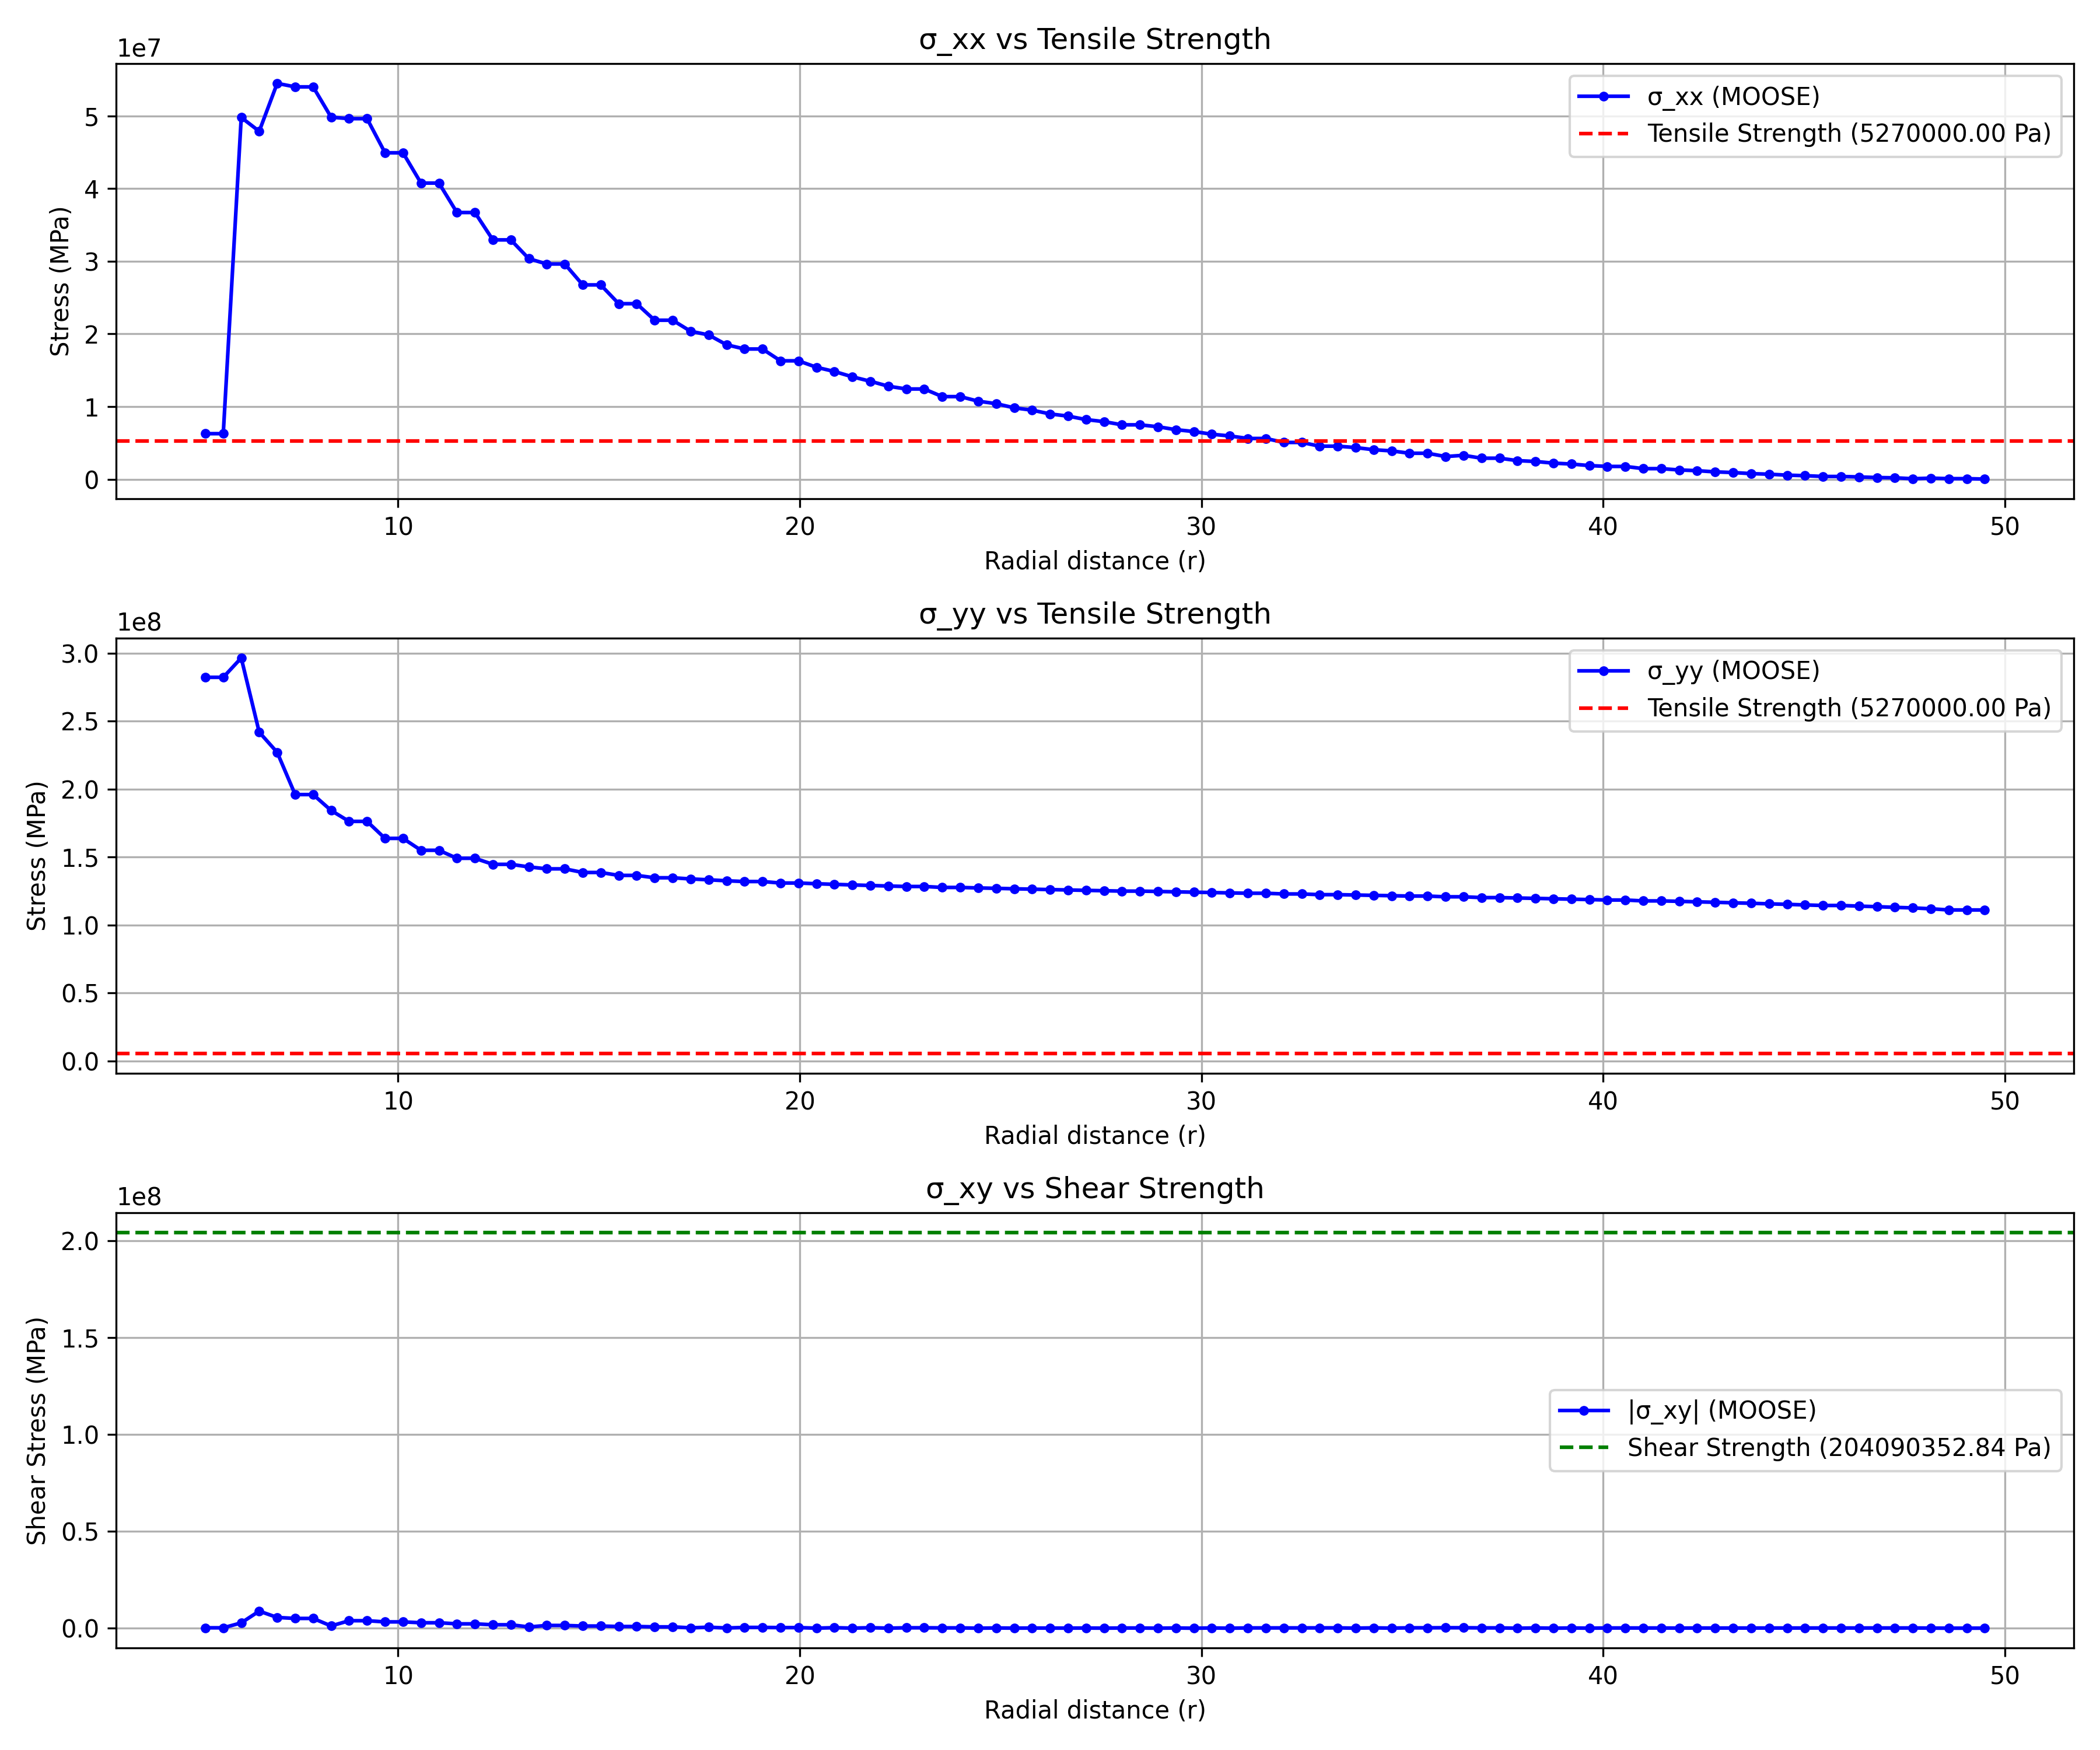 σ_xx vs Tensile Strength
1e7
σ_xx (MOOSE)
Tensile Strength (5270000.00 Pa)
Stress (MPa)
5
4
3
2
1
0
10 20 30 40 50
Radial distance (r)
σ_yy vs Tensile Strength
1e8
σ_yy (MOOSE)
Tensile Strength (5270000.00 Pa)
Stress (MPa)
3.0
2.5
2.0
1.5
1.0
0.5
0.0
10 20 30 40 50
Radial distance (r)
σ_xy vs Shear Strength
1e8
|σ_xy| (MOOSE)
Shear Strength (204090352.84 Pa)
Shear Stress (MPa)
2.0
1.5
1.0
0.5
0.0
10 20 30 40 50
Radial distance (r)